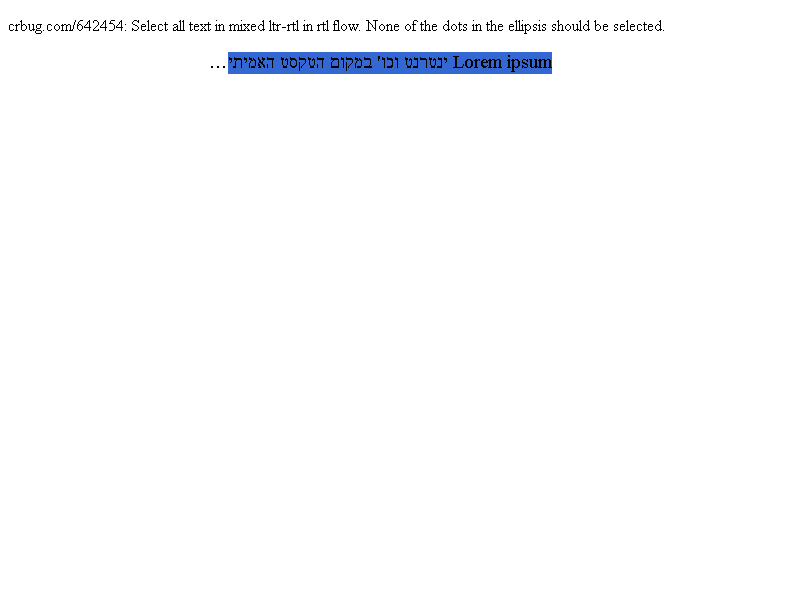 crbug.com/642454: Select all text in mixed ltr-rtl in rtl flow. None of the dots in the ellipsis should be selected.
Lorem ipsum ינטרנט וכו' במקום הטקסט האמיתי…